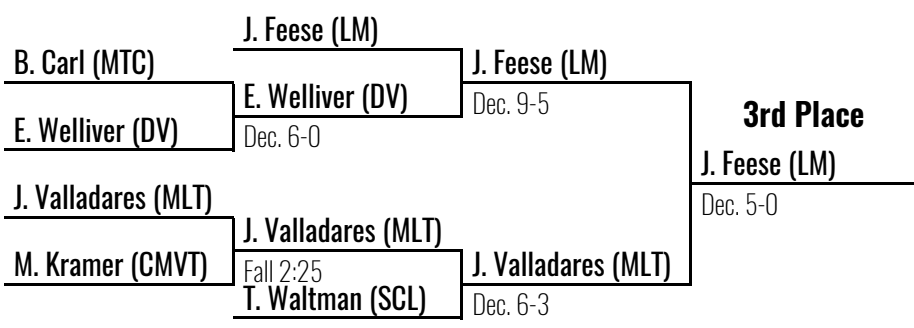 J. Feese (LM)
B. Carl (MTC)
J. Feese (LM)
E. Welliver (DV)
Dec. 9-5
3rd Place
E. Welliver (DV)
Dec. 6-0
J. Feese (LM)
J. Valladares (MLT)
Dec. 5-0
J. Valladares (MLT)
M. Kramer (CMVT)
Fall 2:25
J. Valladares (MLT)
T. Waltman (SCL)
Dec. 6-3